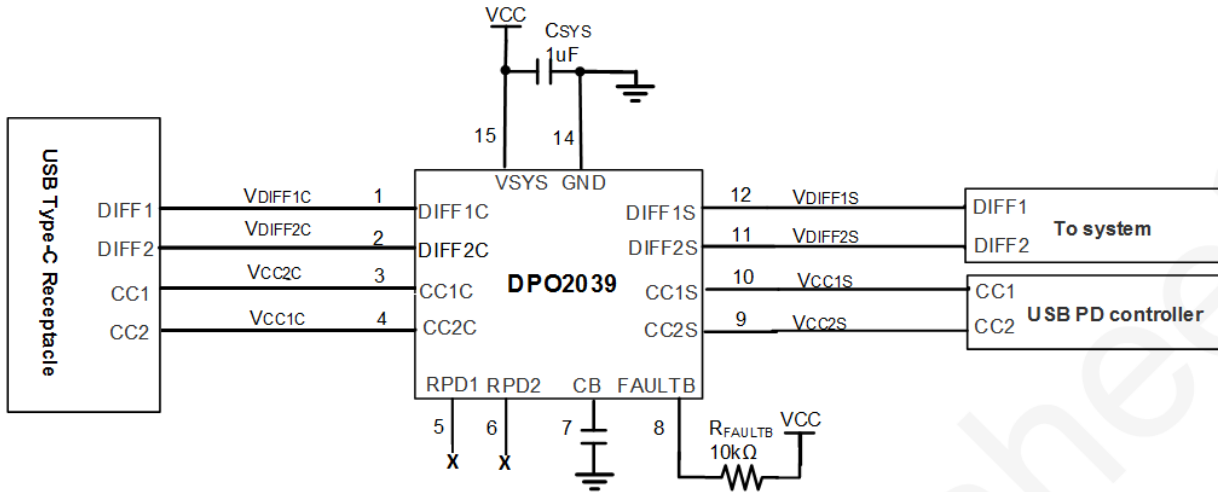 VCC
CSYS
1uF
15
14
VSYS GND
USB Type-C Receptacle
DIFF1 VDIFF1C 1 DIFF1C
DIFF2 VDIFF2C 2 DIFF2C
CC1 VCC2C 3 CC1C
CC2 VCC1C 4 CC2C
DPO2039
DIFF1S 12 VDIFF1S DIFF1
DIFF2S 11 VDIFF2S DIFF2
To system
CC1S 10 VCC1S CC1
CC2S 9 VCC2S CC2
USB PD controller
RPD1 RPD2 CB FAULTB
5 6 7 8
X X
RFAULTB
10kΩ
VCC